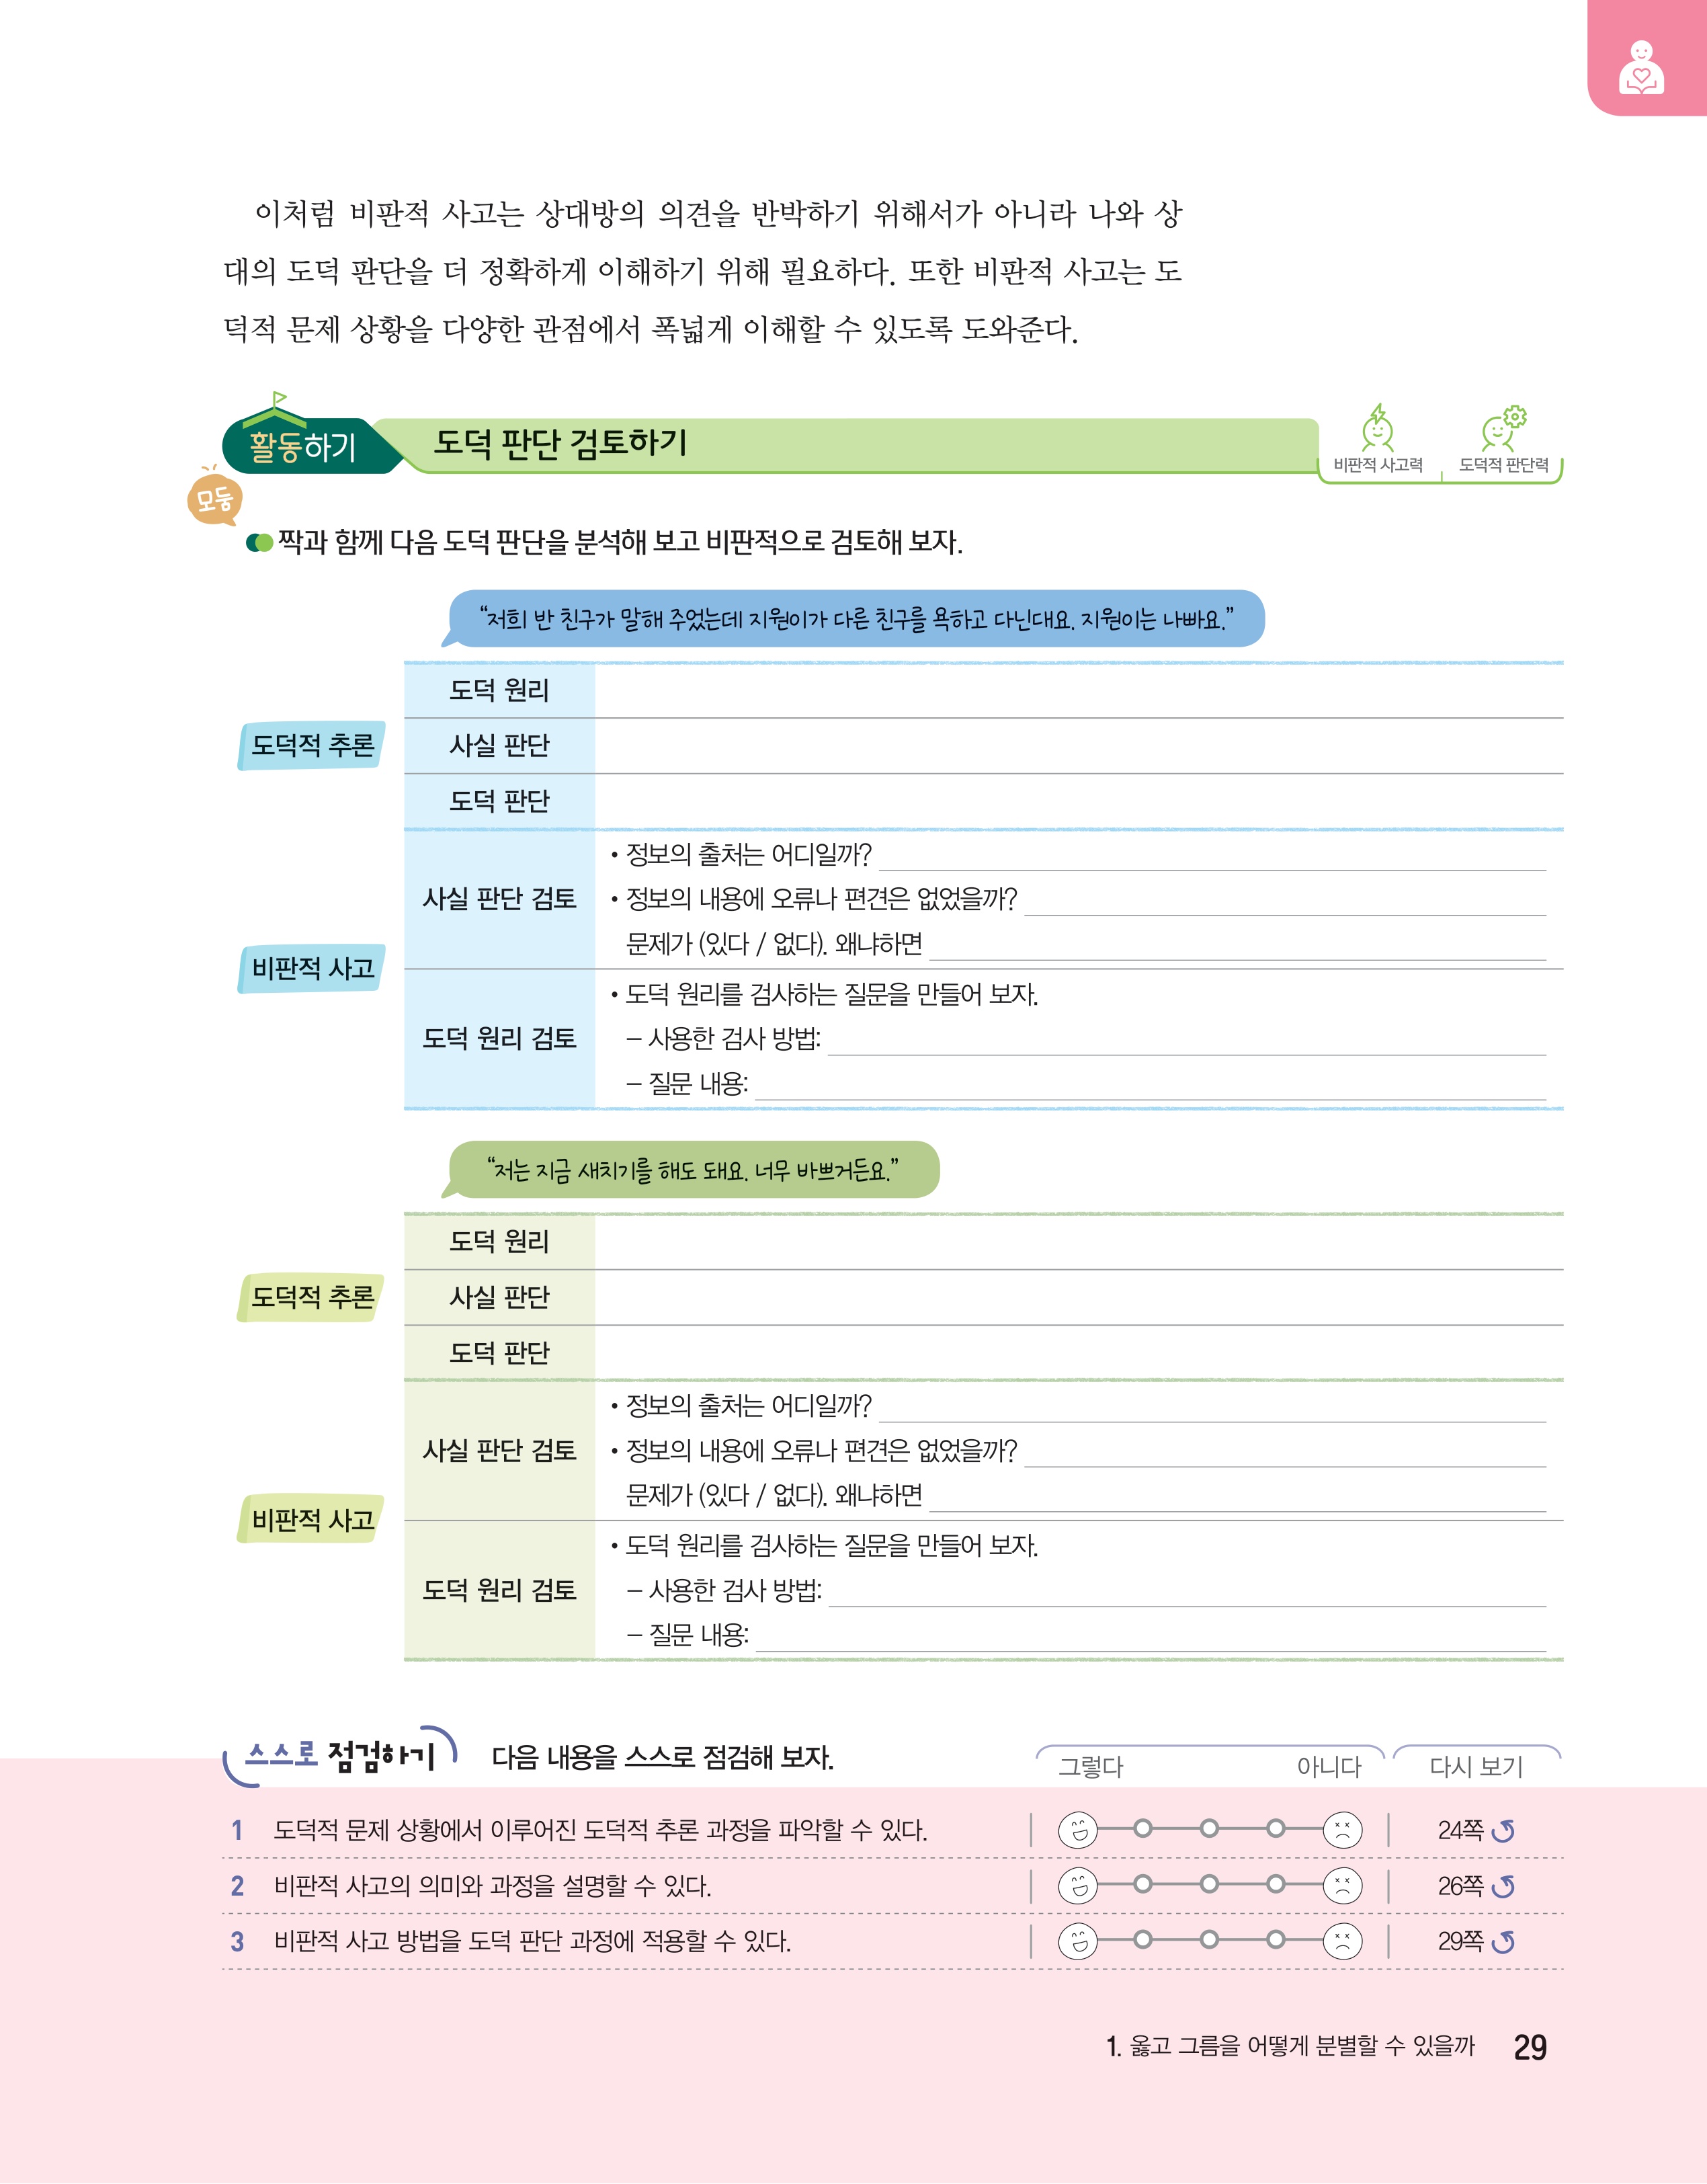 이처럼 비판적 사고는 상대방의 의견을 반박하기 위해서가 아니라 나와 상
대의 도덕 판단을 더 정확하게 이해하기 위해 필요하다. 또한 비판적 사고는 도
덕적 문제 상황을 다양한 관점에서 폭넓게 이해할 수 있도록 도와준다.
활동하기 도덕 판단 검토하기
비판적 사고력 도덕적 판단력
모둠
짝과 함께 다음 도덕 판단을 분석해 보고 비판적으로 검토해 보자.
“저희 반 친구가 말해 주었는데 지원이가 다른 친구를 욕하고 다닌대요. 지원이는 나빠요.”
도덕적 추론
도덕 원리
사실 판단
도덕 판단
비판적 사고
사실 판단 검토
• 정보의 출처는 어디일까?
• 정보의 내용에 오류나 편견은 없었을까?
문제가 (있다 / 없다). 왜냐하면
도덕 원리 검토
• 도덕 원리를 검사하는 질문을 만들어 보자.
– 사용한 검사 방법:
– 질문 내용:
“저는 지금 새치기를 해도 돼요. 너무 바쁘거든요.”
도덕적 추론
도덕 원리
사실 판단
도덕 판단
비판적 사고
사실 판단 검토
• 정보의 출처는 어디일까?
• 정보의 내용에 오류나 편견은 없었을까?
문제가 (있다 / 없다). 왜냐하면
도덕 원리 검토
• 도덕 원리를 검사하는 질문을 만들어 보자.
– 사용한 검사 방법:
– 질문 내용:
스스로 점검하기 다음 내용을 스스로 점검해 보자. 그렇다 아니다 다시 보기
1 도덕적 문제 상황에서 이루어진 도덕적 추론 과정을 파악할 수 있다. 24쪽
2 비판적 사고의 의미와 과정을 설명할 수 있다. 26쪽
3 비판적 사고 방법을 도덕 판단 과정에 적용할 수 있다. 29쪽
1. 옳고 그름을 어떻게 분별할 수 있을까 29